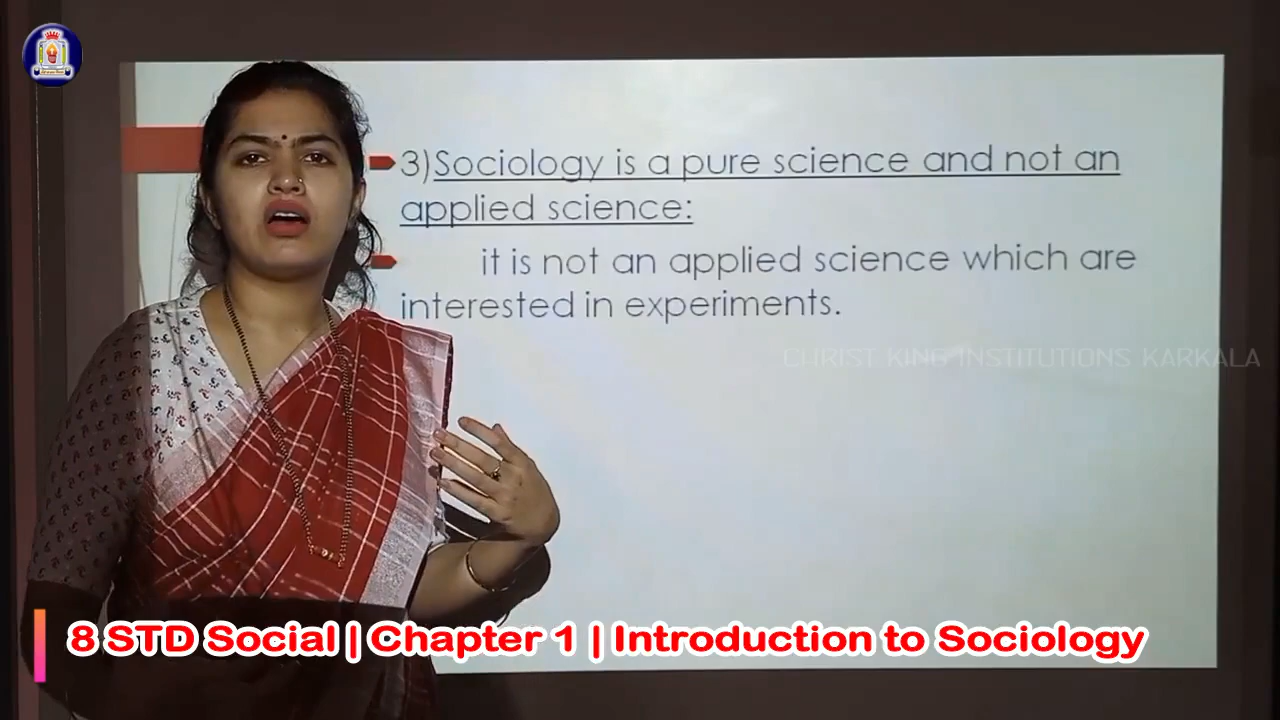 3)Sociology is a pure science and not an
applied science:
it is not an applied science which are
interested in experiments.
CHRIST KING INSTITUTIONS KARKALA
8 STD Social | Chapter 1 | Introduction to Sociology